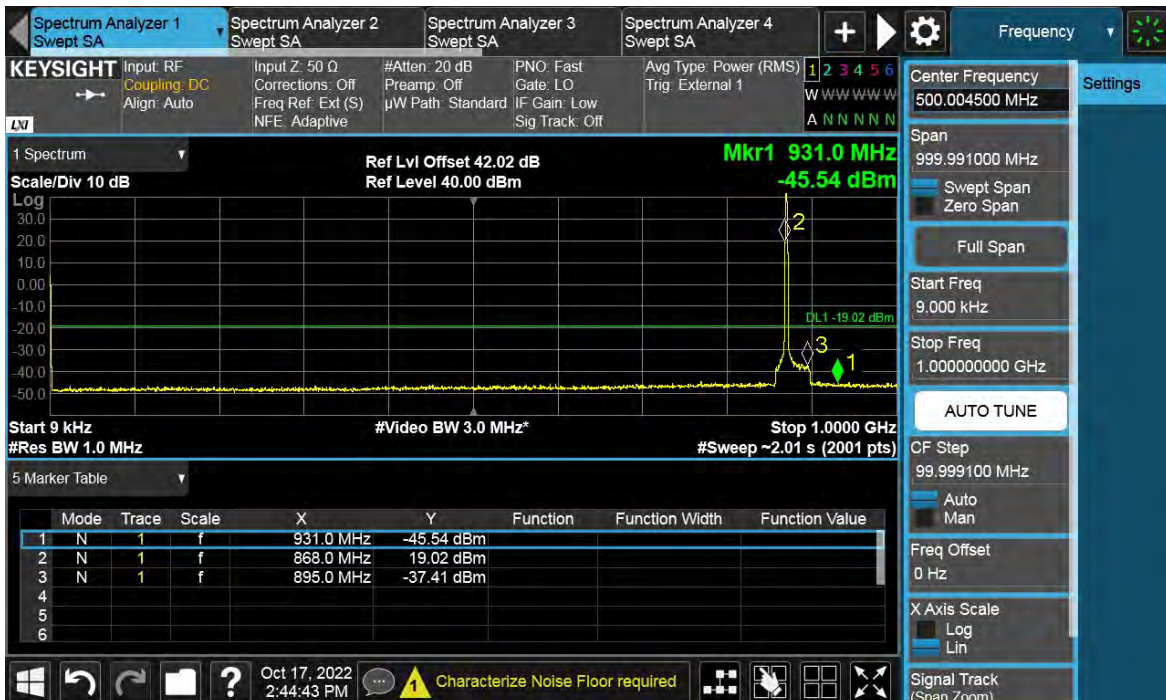 Spectrum Analyzer 1
Swept SA
Spectrum Analyzer 2
Swept SA
Spectrum Analyzer 3
Swept SA
Spectrum Analyzer 4
Swept SA
Frequency
KEYSIGHT
LXI
Input: RF
Coupling: DC
Align: Auto
Input Z: 50 Ω
Corrections: Off
Freq Ref: Ext (S)
NFE: Adaptive
#Atten: 20 dB
Preamp: Off
µW Path: Standard
PNO: Fast
Gate: LO
IF Gain: Low
Sig Track: Off
Avg Type: Power (RMS)
Trig: External 1
1 2 3 4 5 6
W W W W W W
A N N N N N
1 Spectrum
Scale/Div 10 dB
Ref Lvl Offset 42.02 dB
Ref Level 40.00 dBm
Mkr1 931.0 MHz
-45.54 dBm
Log
30.0
20.0
10.0
0.00
-10.0
-20.0
-30.0
-40.0
-50.0
2
DL1 -19.02 dBm
3
1
Start 9 kHz
#Res BW 1.0 MHz
#Video BW 3.0 MHz*
Stop 1.0000 GHz
#Sweep ~2.01 s (2001 pts)
5 Marker Table
Mode Trace Scale X Y Function Function Width Function Value
1 N 1 f 931.0 MHz -45.54 dBm
2 N 1 f 868.0 MHz 19.02 dBm
3 N 1 f 895.0 MHz -37.41 dBm
4
5
6
Oct 17, 2022
2:44:43 PM
1
Characterize Noise Floor required
Center Frequency
500.004500 MHz
Span
999.991000 MHz
Swept Span
Zero Span
Full Span
Start Freq
9.000 kHz
Stop Freq
1.000000000 GHz
AUTO TUNE
CF Step
99.999100 MHz
Auto
Man
Freq Offset
0 Hz
X Axis Scale
Log
Lin
Signal Track
(Span Zoom)
Settings